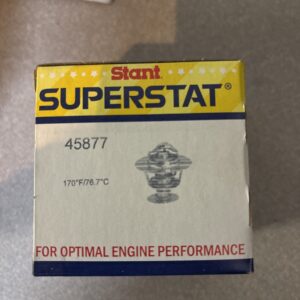 Stant
SUPERSTAT®
45877
170°F/76.7°C
FOR OPTIMAL ENGINE PERFORMANCE